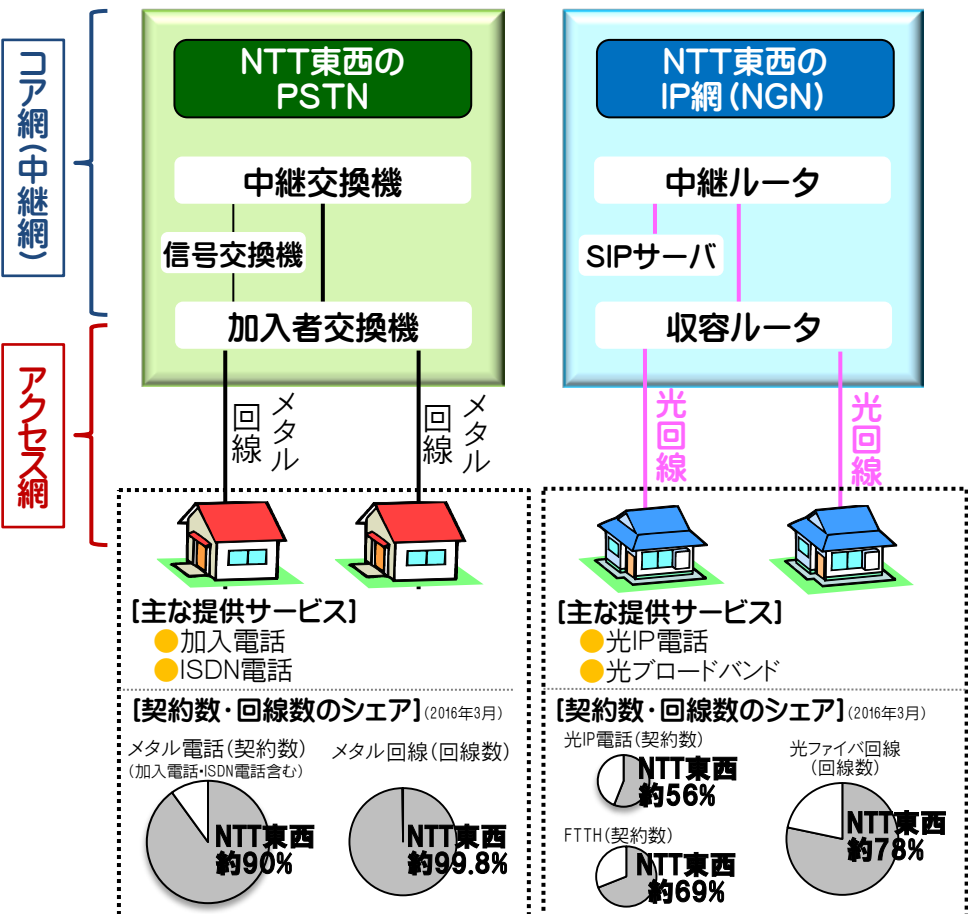 コア網(中継網)
アクセス網
NTT東西の
PSTN
中継交換機
信号交換機
加入者交換機
メタル
回線
メタル
回線
[主な提供サービス]
●加入電話
●ISDN電話
[契約数・回線数のシェア](2016年3月)
メタル電話(契約数)
(加入電話・ISDN電話含む)
NTT東西
約90%
メタル回線(回線数)
NTT東西
約99.8%
NTT東西の
IP網(NGN)
中継ルータ
SIPサーバ
収容ルータ
光回線
光回線
[主な提供サービス]
●光IP電話
●光ブロードバンド
[契約数・回線数のシェア](2016年3月)
光IP電話(契約数)
NTT東西
約56%
FTTH(契約数)
NTT東西
約69%
光ファイバ回線
(回線数)
NTT東西
約78%